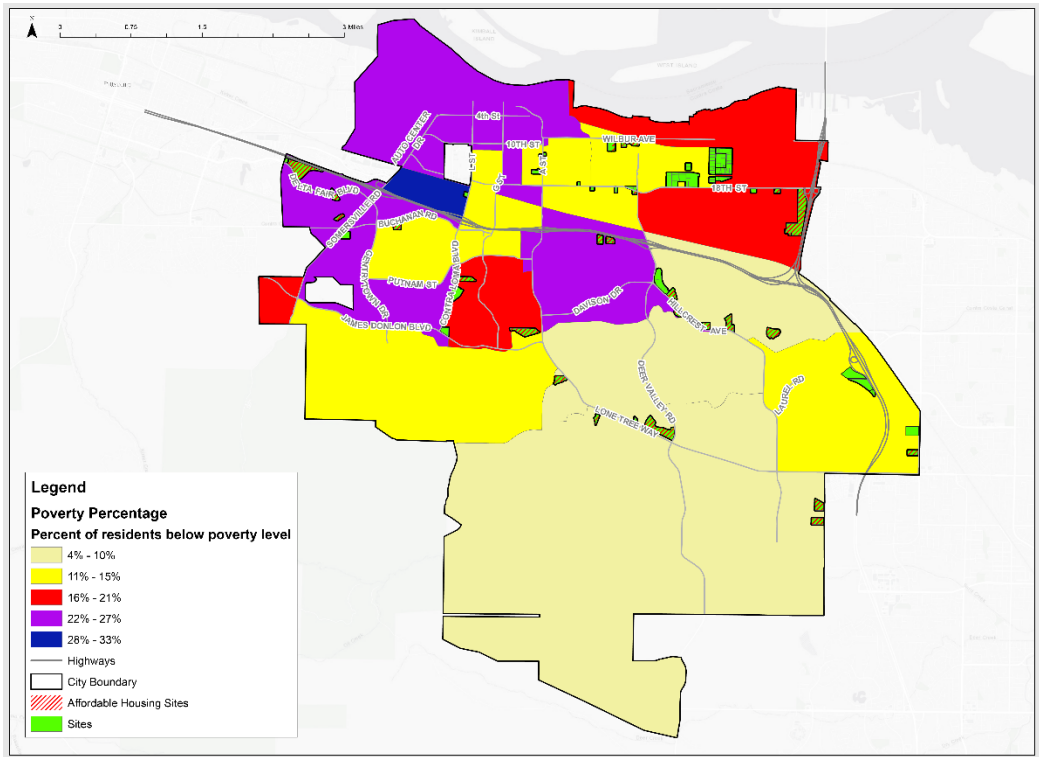 0 0.75 1.5 3 Miles
4th St
AUTO CENTER DR
10TH ST
WILBUR AVE
L ST
A ST
G ST
18TH ST
DELTA FAIR BLVD
SOMERSVILLE RD
BUCHANAN RD
GENTRYTOWN DR
CONTRA LOMA BLVD
PUTNAM ST
DAVISON DR
HILLCREST AVE
JAMES DONLON BLVD
DEER VALLEY RD
LAUREL RD
LONE TREE WAY
Legend
Poverty Percentage
Percent of residents below poverty level
4% - 10%
11% - 15%
16% - 21%
22% - 27%
28% - 33%
Highways
City Boundary
Affordable Housing Sites
Sites